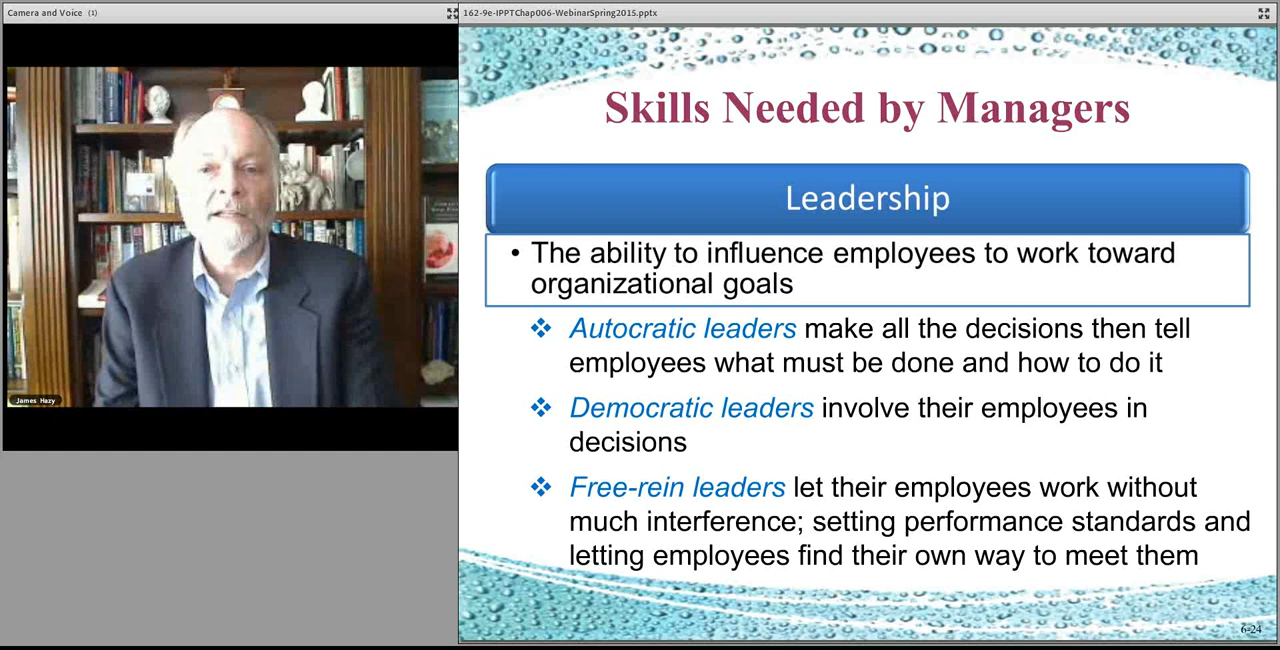 Camera and Voice (1)
162-9e-IPPTChap006-WebinarSpring2015.pptx
James Hazy
Skills Needed by Managers
Leadership
• The ability to influence employees to work toward
organizational goals
❖ Autocratic leaders make all the decisions then tell
employees what must be done and how to do it
❖ Democratic leaders involve their employees in
decisions
❖ Free-rein leaders let their employees work without
much interference; setting performance standards and
letting employees find their own way to meet them
6-24